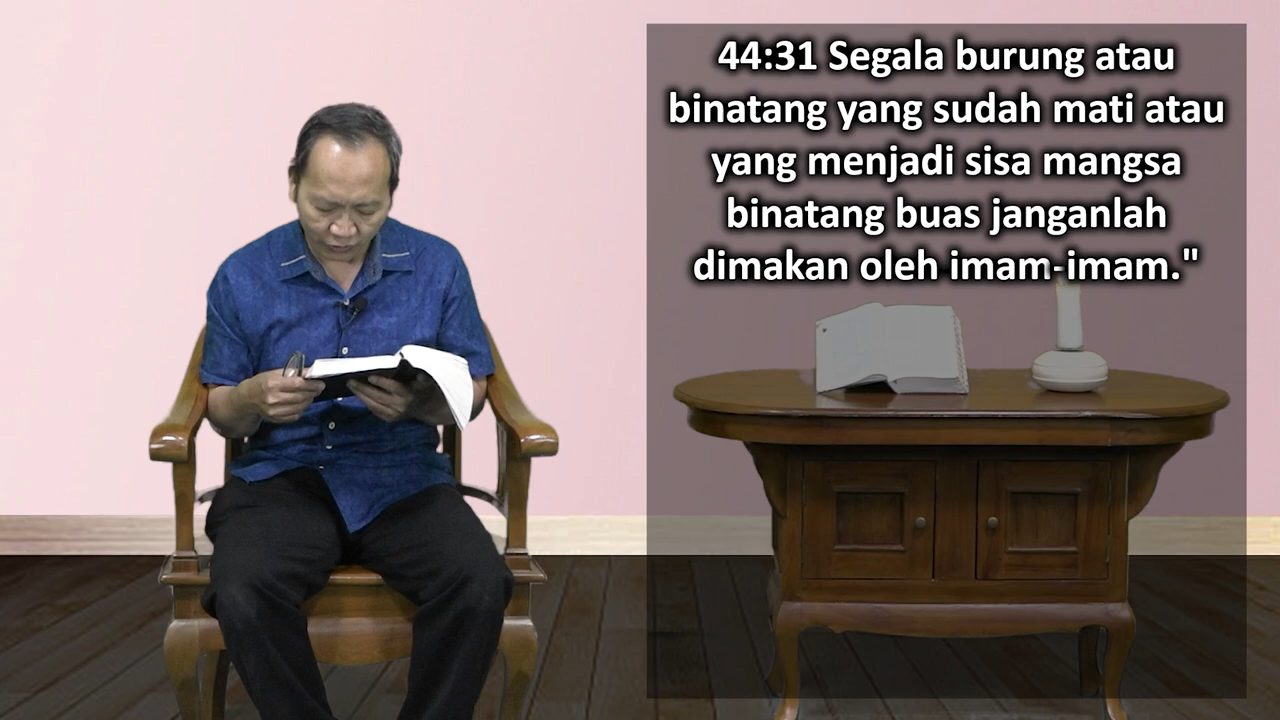 44:31 Segala burung atau
binatang yang sudah mati atau
yang menjadi sisa mangsa
binatang buas janganlah
dimakan oleh imam-imam."